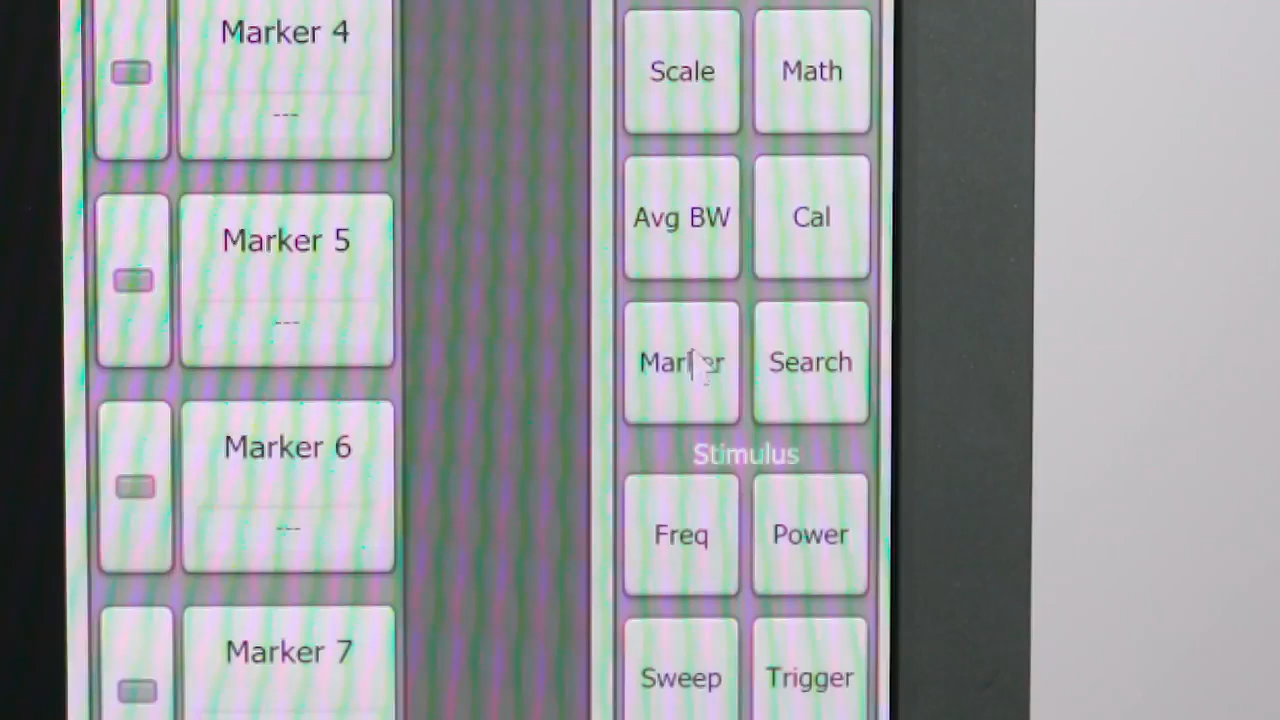 Marker 4
---
Marker 5
---
Marker 6
---
Marker 7
Scale
Math
Avg BW
Cal
Marker
Search
Stimulus
Freq
Power
Sweep
Trigger